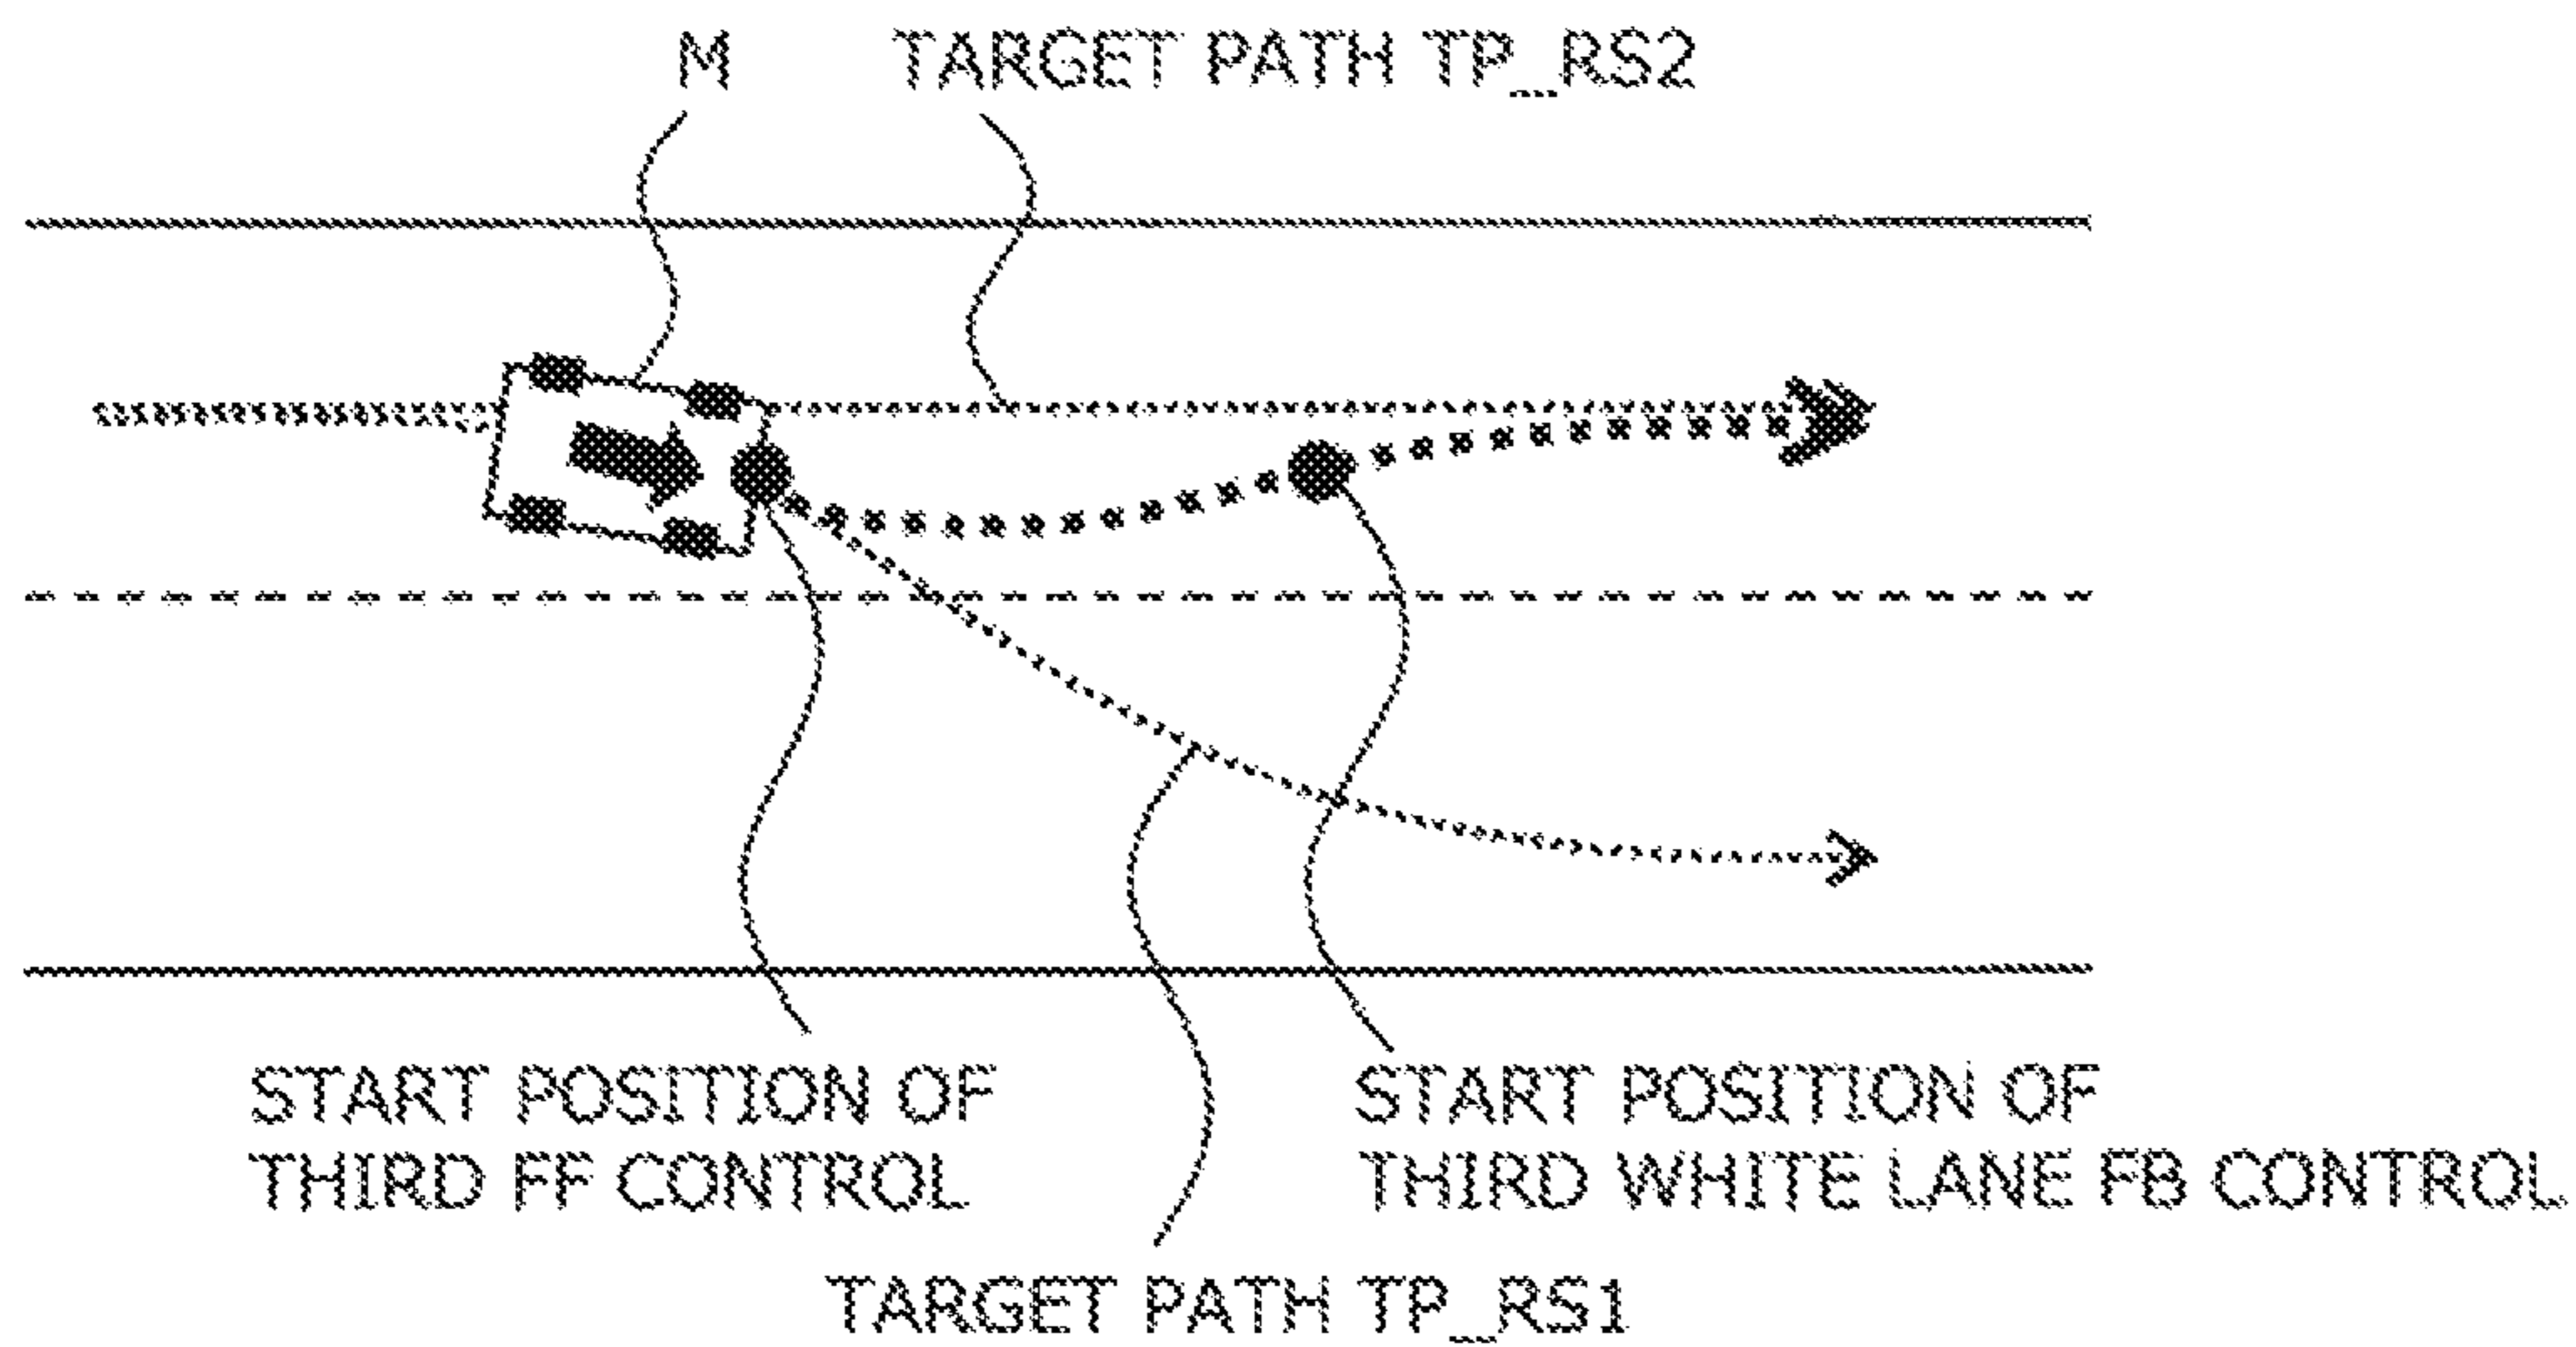 M
TARGET PATH TP_RS2
START POSITION OF
THIRD FF CONTROL
START POSITION OF
THIRD WHITE LANE FB CONTROL
TARGET PATH TP_RS1